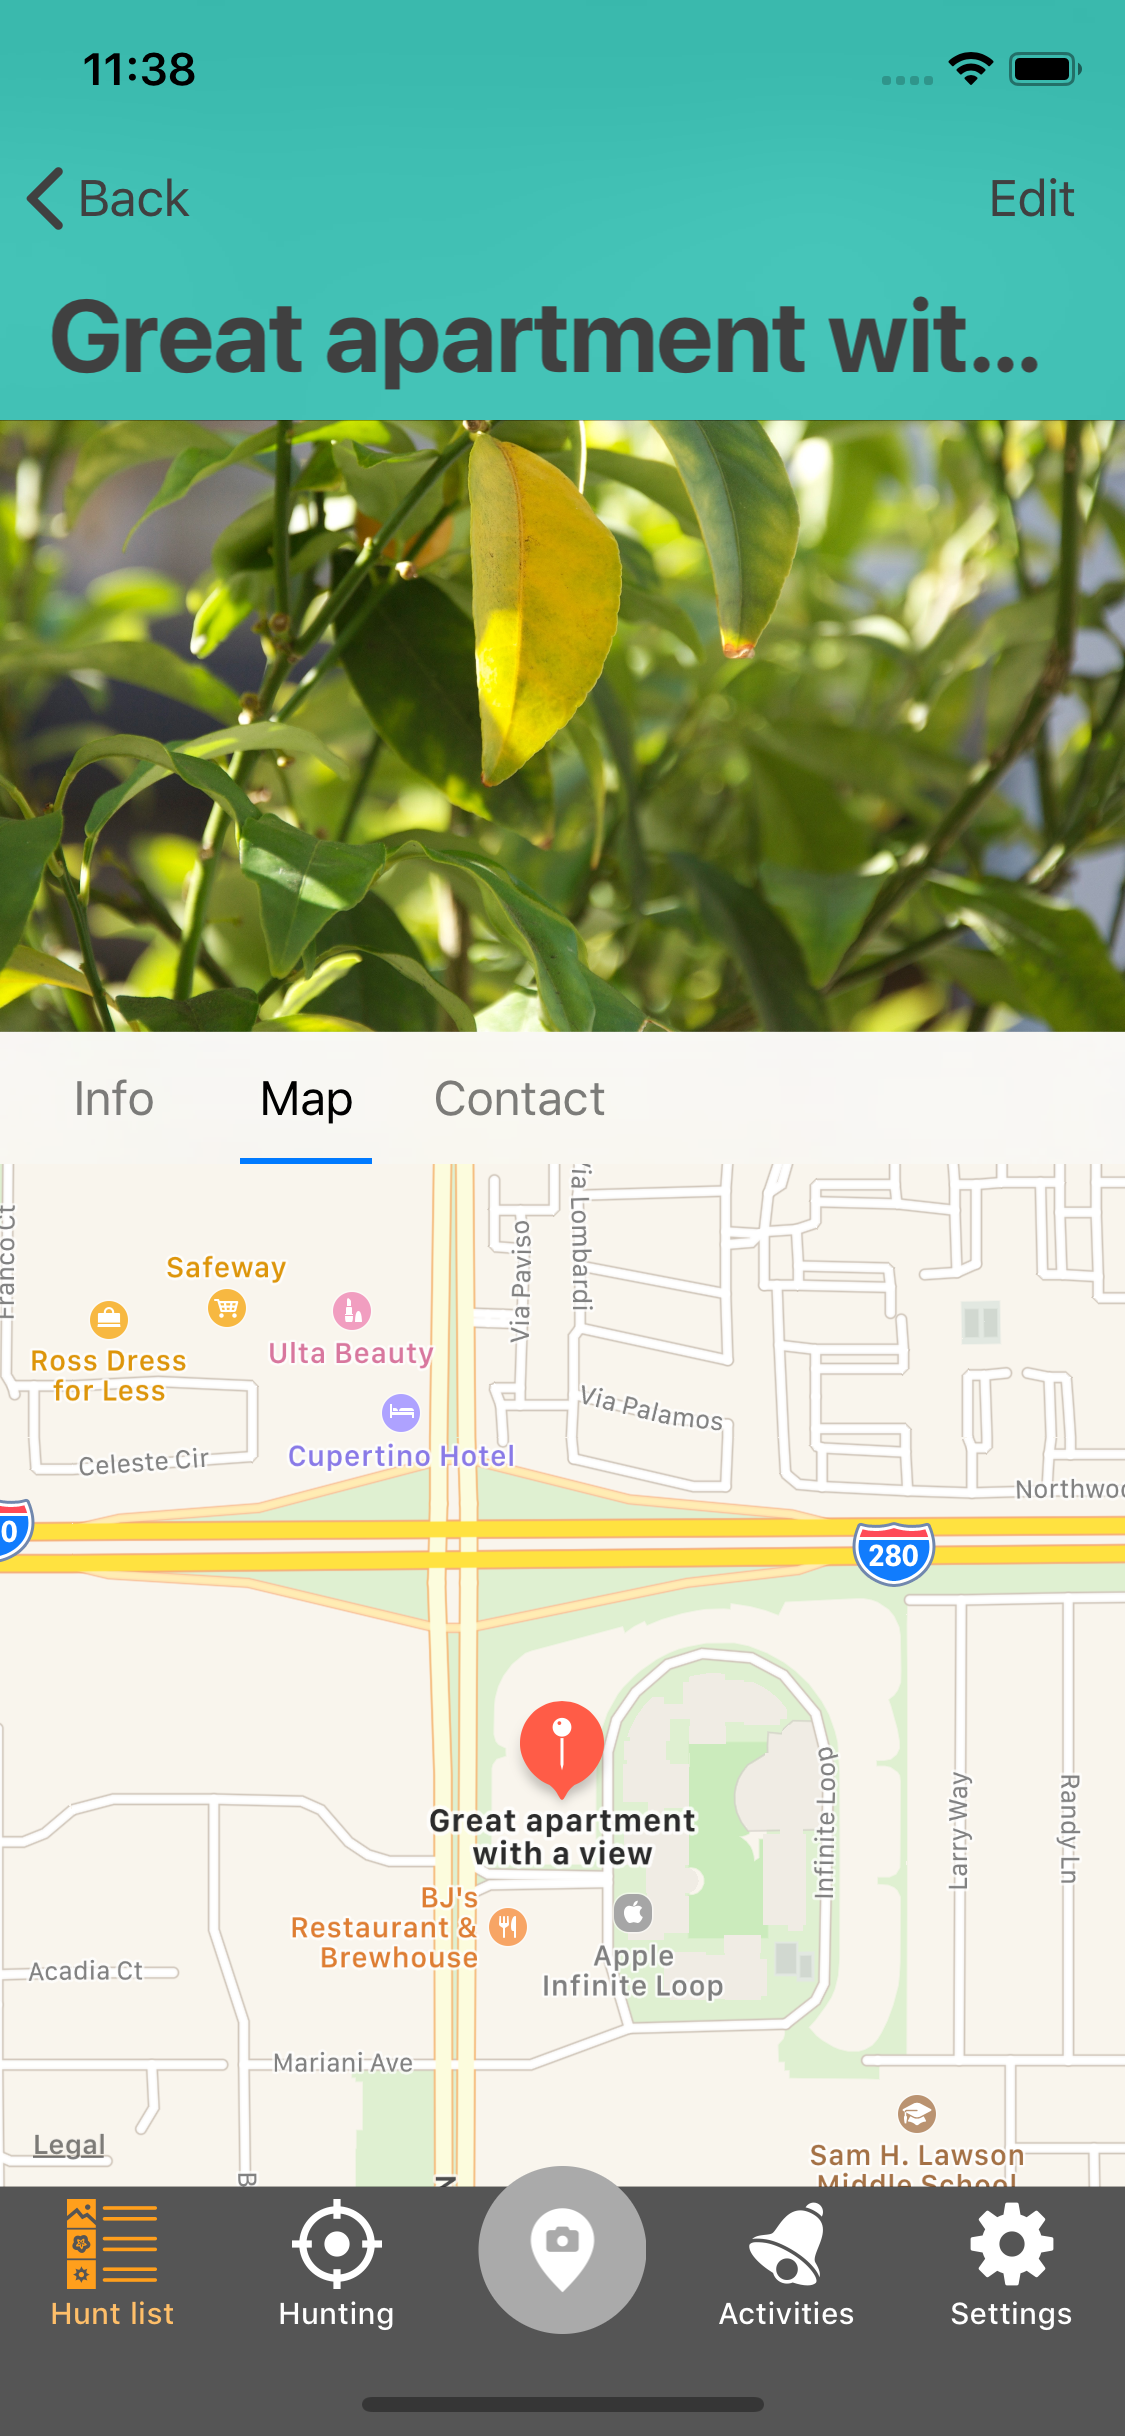 11:38
Back
Edit
Great apartment wit...
Info
Map
Contact
Franco Ct
Safeway
Ross Dress
for Less
Ulta Beauty
Via Paviso
Via Lombardi
Via Palamos
Cupertino Hotel
Celeste Cir
Northwoo
0
280
Great apartment
with a view
Infinite Loop
Larry Way
Randy Ln
BJ's
Restaurant &
Brewhouse
Apple
Infinite Loop
Acadia Ct
Mariani Ave
Legal
B
N
Sam H. Lawson
Middle School
Hunt list
Hunting
Activities
Settings